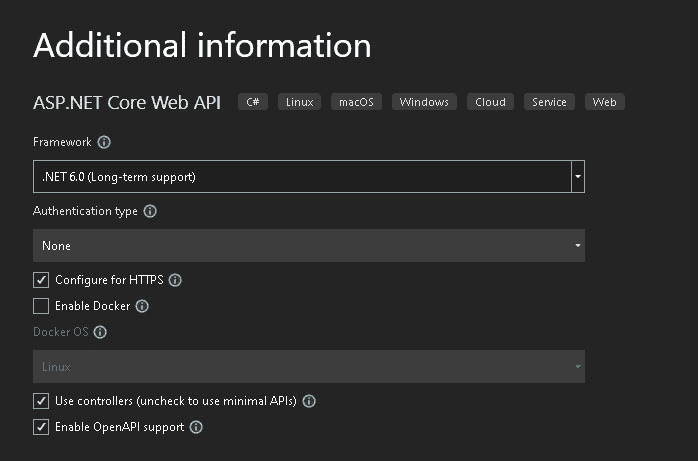 Additional information
ASP.NET Core Web API C# Linux macOS Windows Cloud Service Web
Framework
.NET 6.0 (Long-term support)
Authentication type
None
Configure for HTTPS
Enable Docker
Docker OS
Linux
Use controllers (uncheck to use minimal APIs)
Enable OpenAPI support